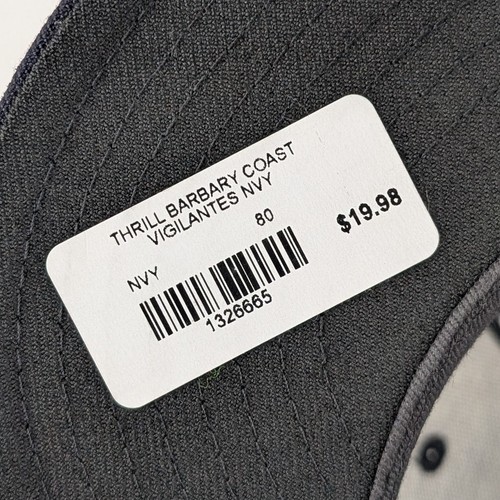 THRILL BARBARY COAST
VIGILANTES NVY
80
$19.98
NVY
1326665